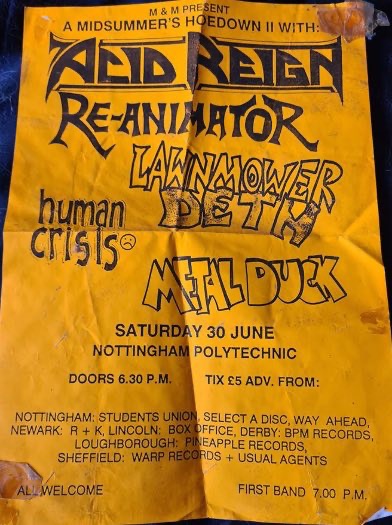 M & M PRESENT
A MIDSUMMER'S HOEDOWN II WITH:
ACID REIGN
RE-ANIMATOR
LAWNMOWER
DETH
human
crisis
METAL DUCK
SATURDAY 30 JUNE
NOTTINGHAM POLYTECHNIC
DOORS 6.30 P.M. TIX £5 ADV. FROM:
NOTTINGHAM: STUDENTS UNION, SELECT A DISC, WAY AHEAD,
NEWARK: R + K, LINCOLN: BOX OFFICE, DERBY: BPM RECORDS,
LOUGHBOROUGH: PINEAPPLE RECORDS,
SHEFFIELD: WARP RECORDS + USUAL AGENTS
ALL WELCOME FIRST BAND 7.00 P.M.